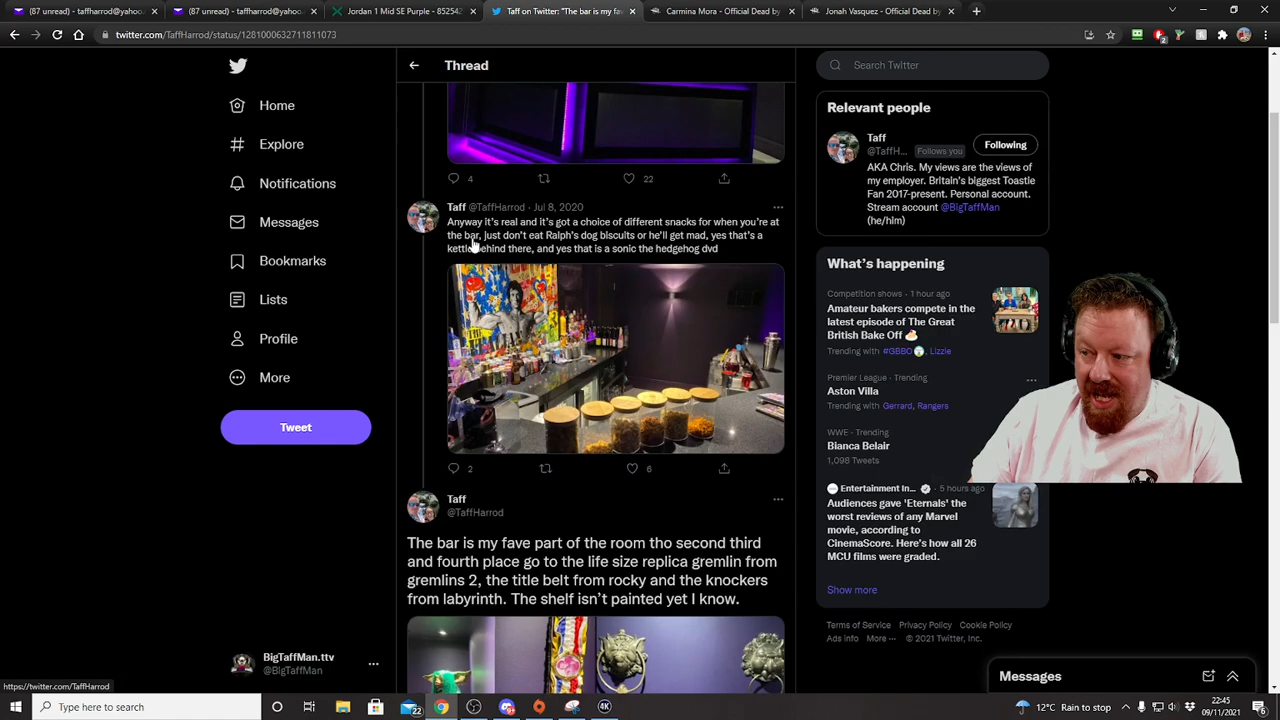 (87 unread) - taffharrod@yahoo.
(87 unread) - taffharrod@yahoo.
Jordan 1 Mid SE Purple - 852542
Taff on Twitter: "The bar is my fav
Carmina Mora - Official Dead by
Jonah Vasquez - Official Dead by
twitter.com/TaffHarrod/status/1281000632711811073
2
Home
Explore
Notifications
Messages
Bookmarks
Lists
Profile
More
Tweet
BigTaffMan.ttv
@BigTaffMan
Thread
4
22
Taff @TaffHarrod · Jul 8, 2020
Anyway it's real and it's got a choice of different snacks for when you're at
the bar, just don't eat Ralph's dog biscuits or he'll get mad, yes that's a
kettle behind there, and yes that is a sonic the hedgehog dvd
2
6
Taff
@TaffHarrod
The bar is my fave part of the room tho second third
and fourth place go to the life size replica gremlin from
gremlins 2, the title belt from rocky and the knockers
from labyrinth. The shelf isn't painted yet I know.
Search Twitter
Relevant people
Taff
@TaffH... Follows you
Following
AKA Chris. My views are the views of
my employer. Britain's biggest Toastie
Fan 2017-present. Personal account.
Stream account @BigTaffMan
(he/him)
What's happening
Competition shows · 1 hour ago
Amateur bakers compete in the
latest episode of The Great
British Bake Off
Trending with #GBBO, Lizzie
Premier League · Trending
Aston Villa
Trending with Gerrard, Rangers
WWE · Trending
Bianca Belair
1,098 Tweets
Entertainment In... · 5 hours ago
Audiences gave 'Eternals' the
worst reviews of any Marvel
movie, according to
CinemaScore. Here's how all 26
MCU films were graded.
Show more
Terms of Service Privacy Policy Cookie Policy
Ads info More ··· © 2021 Twitter, Inc.
Messages
https://twitter.com/TaffHarrod
Type here to search
22
4K
12°C Rain to stop
22:45
09/11/2021
6